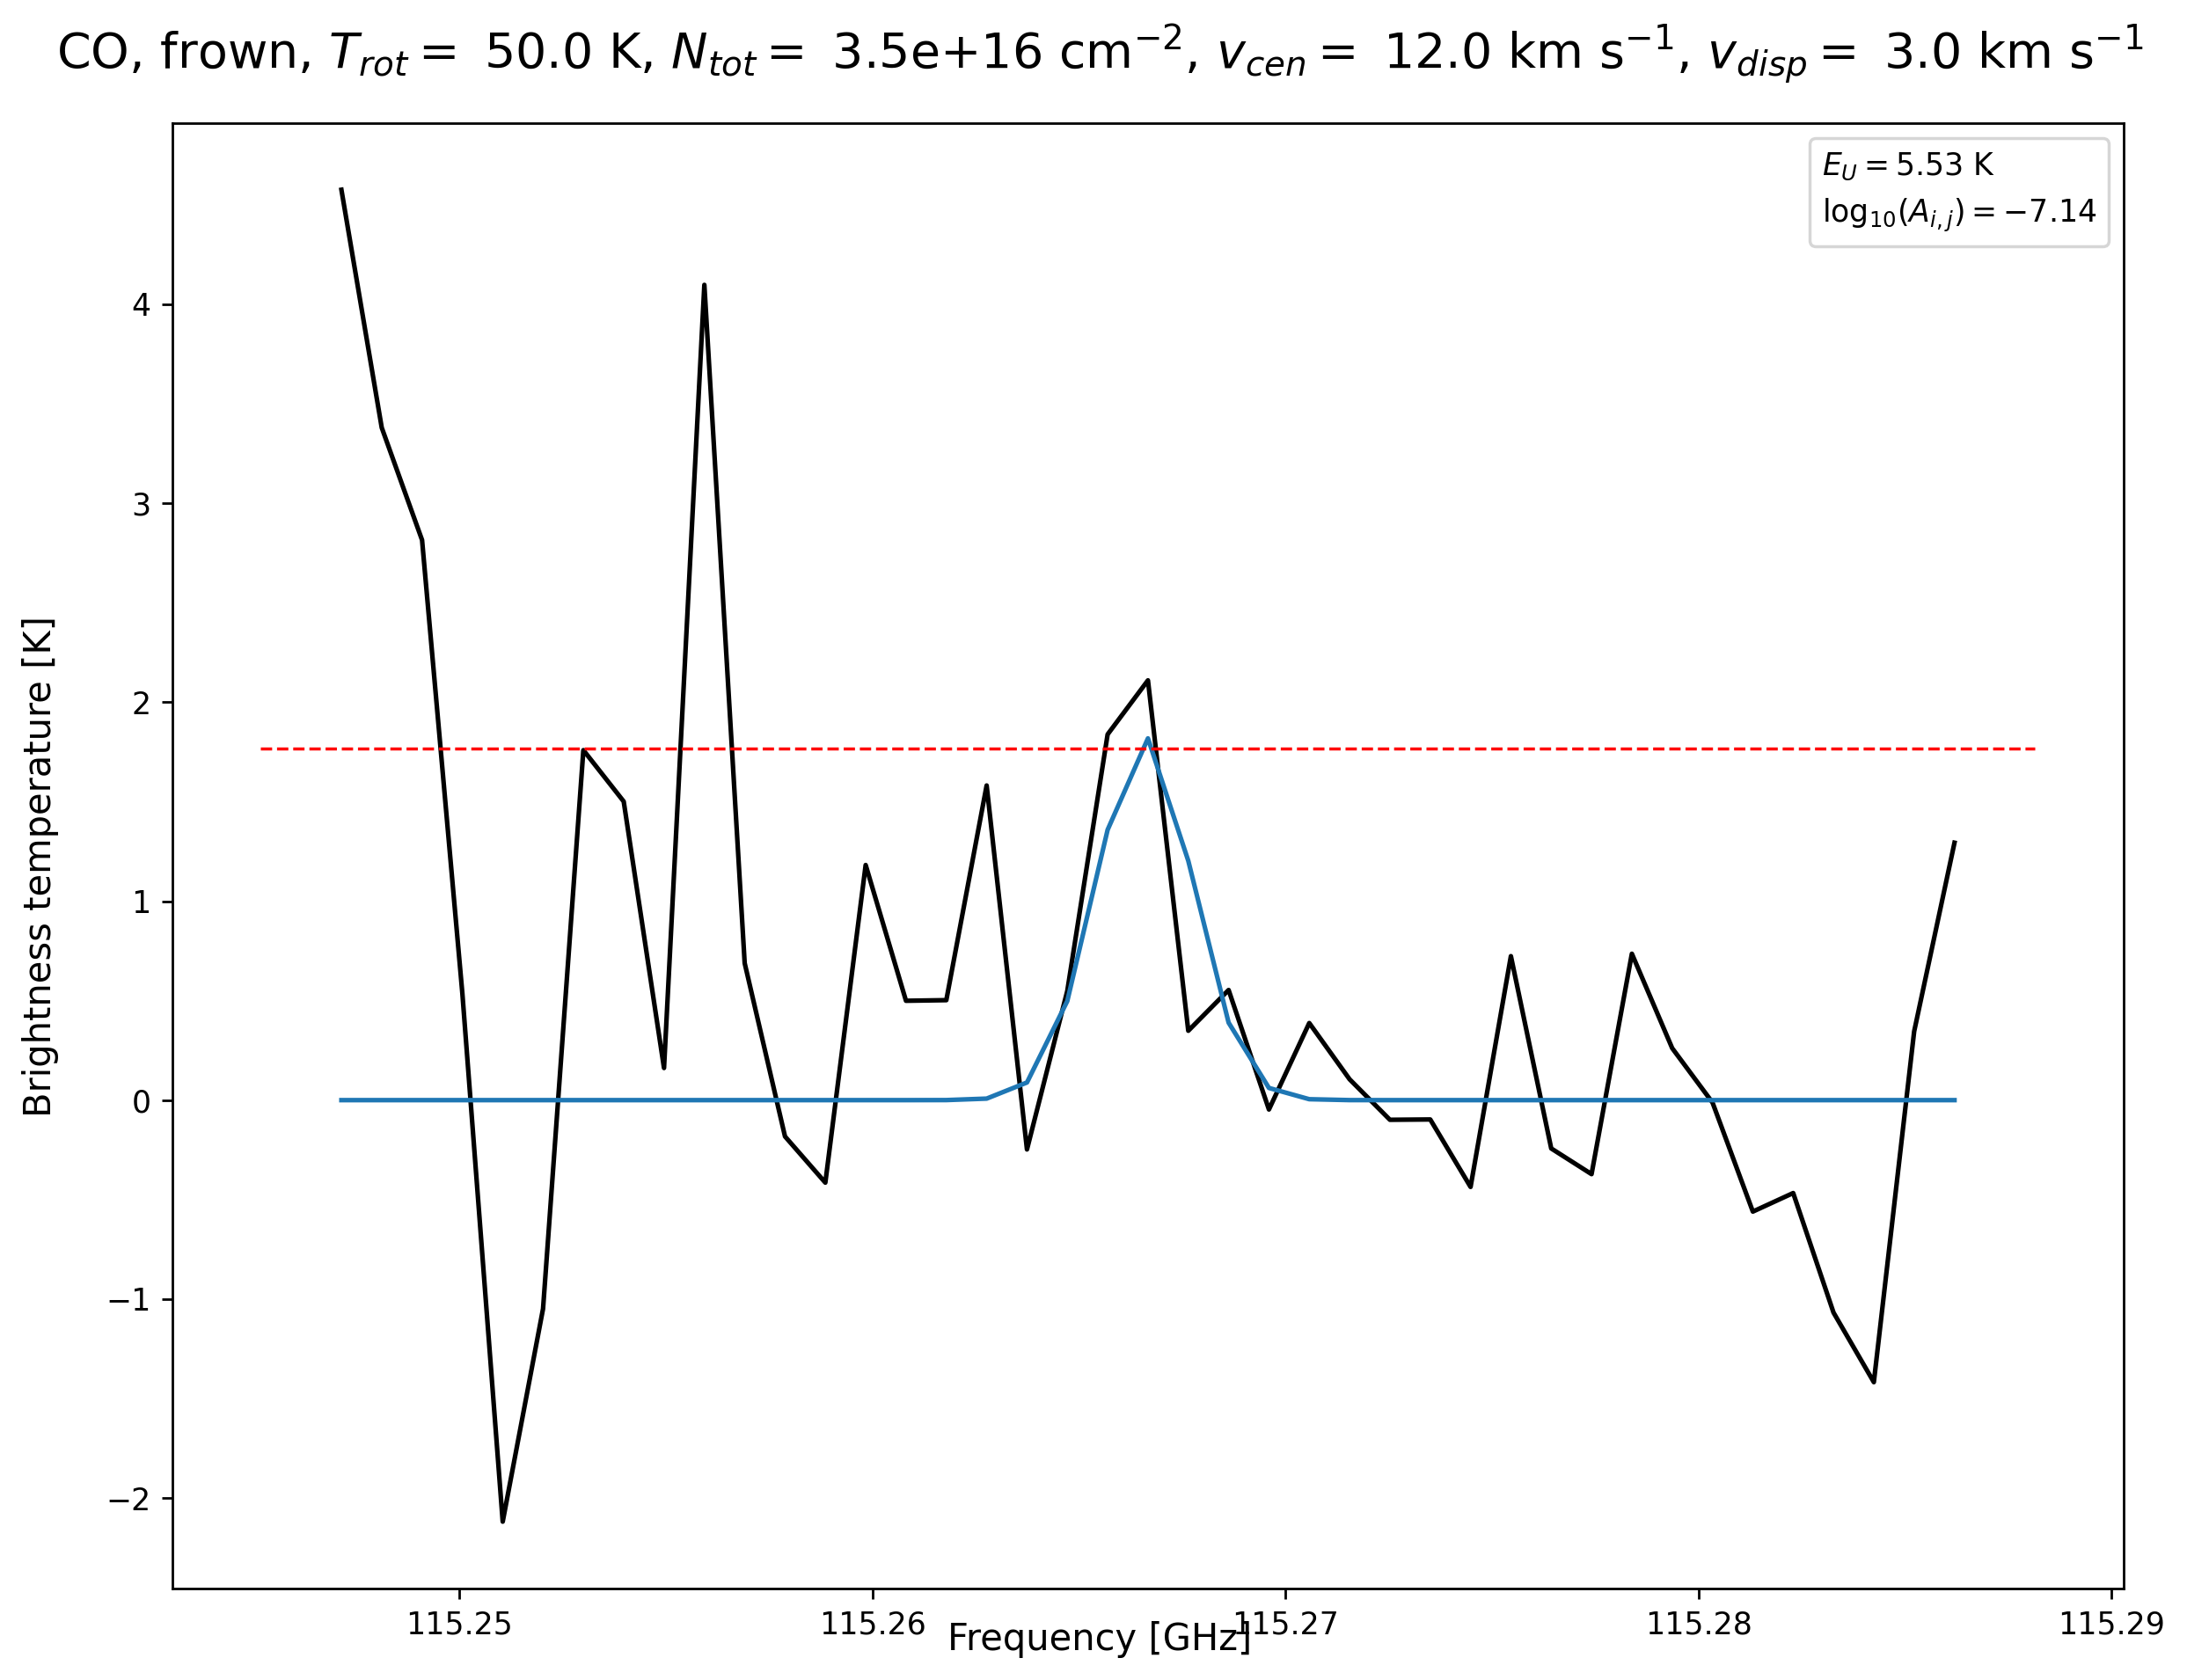 CO, frown, T_rot = 50.0 K, N_tot = 3.5e+16 cm⁻², v_cen = 12.0 km s⁻¹, v_disp = 3.0 km s⁻¹
E_U = 5.53 K
log₁₀(A_i,j) = −7.14
Brightness temperature [K]
4
3
2
1
0
−1
−2
115.25 115.26 115.27 115.28 115.29
Frequency [GHz]